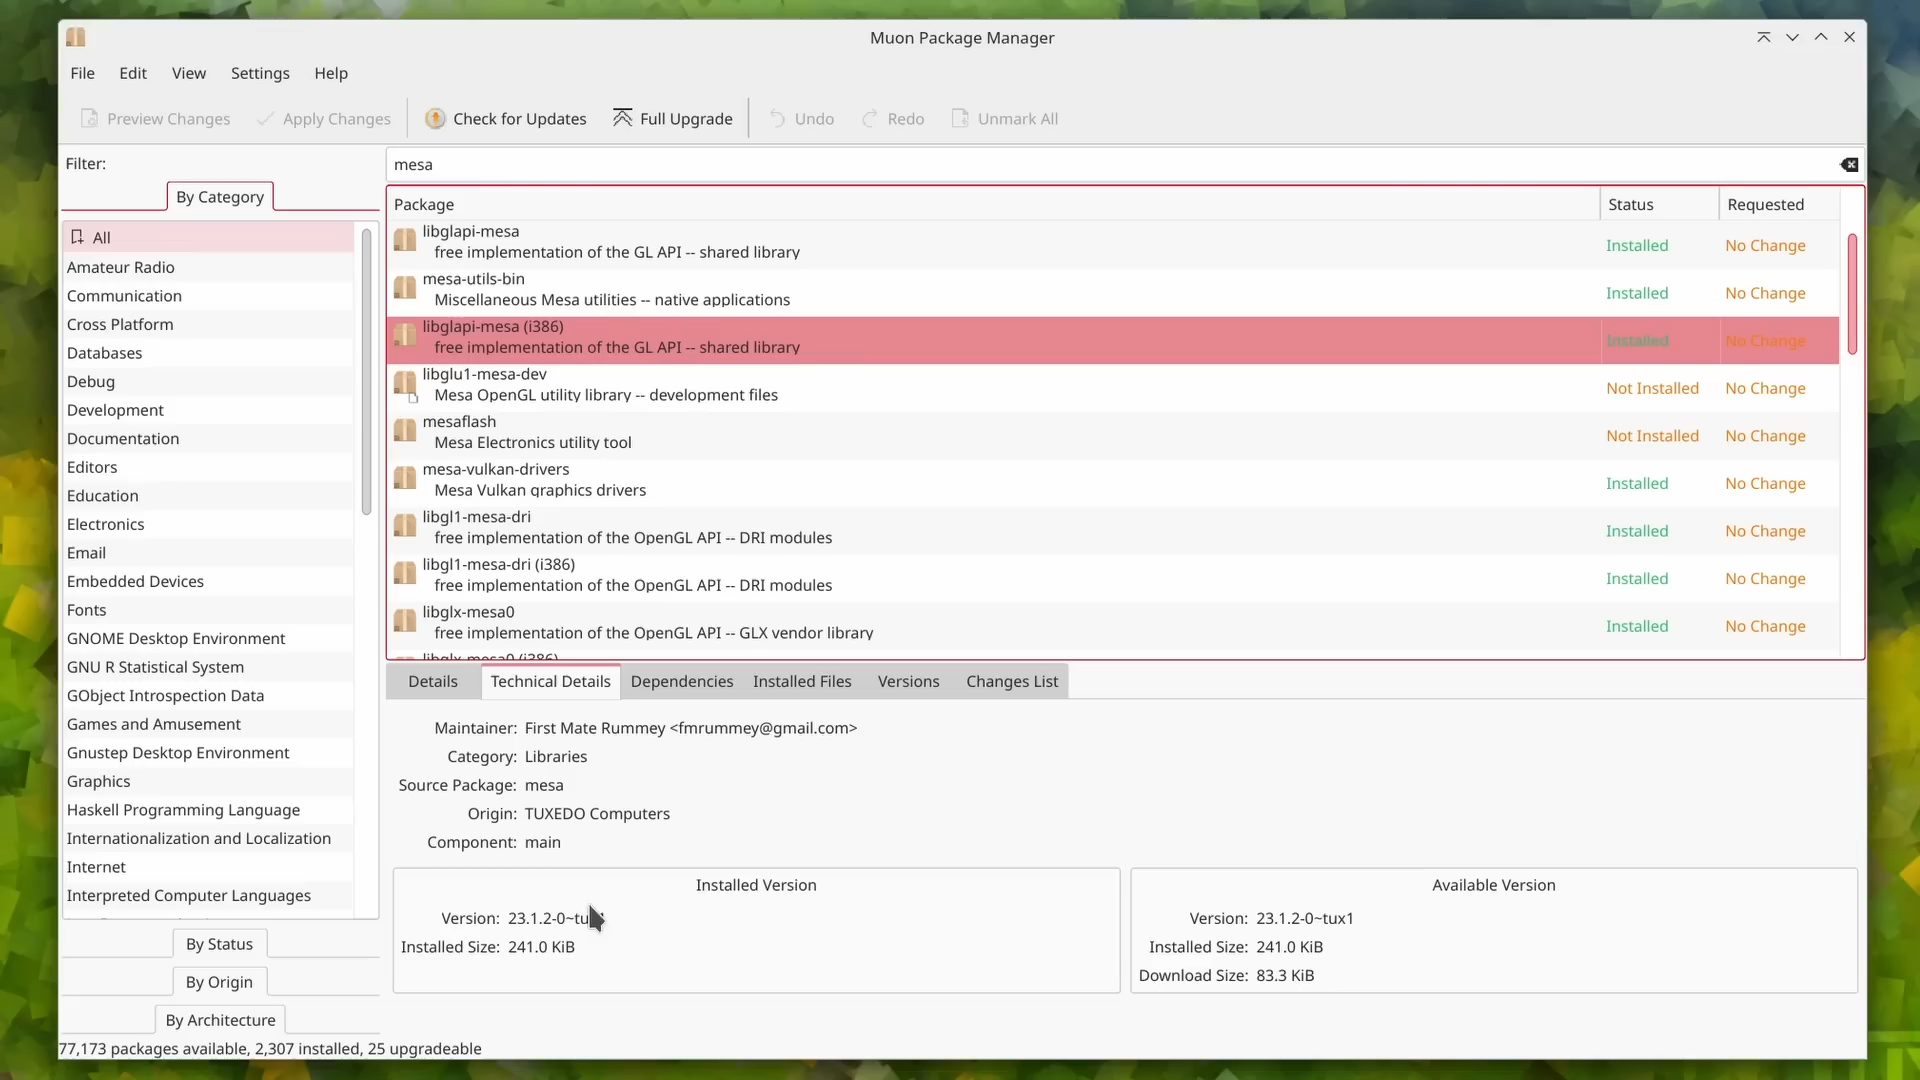 Muon Package Manager
File Edit View Settings Help
Preview Changes Apply Changes Check for Updates Full Upgrade Undo Redo Unmark All
Filter:
mesa
By Category
All
Amateur Radio
Communication
Cross Platform
Databases
Debug
Development
Documentation
Editors
Education
Electronics
Email
Embedded Devices
Fonts
GNOME Desktop Environment
GNU R Statistical System
GObject Introspection Data
Games and Amusement
Gnustep Desktop Environment
Graphics
Haskell Programming Language
Internationalization and Localization
Internet
Interpreted Computer Languages
By Status
By Origin
By Architecture
Package Status Requested
libglapi-mesa
free implementation of the GL API -- shared library Installed No Change
mesa-utils-bin
Miscellaneous Mesa utilities -- native applications Installed No Change
libglapi-mesa (i386)
free implementation of the GL API -- shared library Installed No Change
libglu1-mesa-dev
Mesa OpenGL utility library -- development files Not Installed No Change
mesaflash
Mesa Electronics utility tool Not Installed No Change
mesa-vulkan-drivers
Mesa Vulkan graphics drivers Installed No Change
libgl1-mesa-dri
free implementation of the OpenGL API -- DRI modules Installed No Change
libgl1-mesa-dri (i386)
free implementation of the OpenGL API -- DRI modules Installed No Change
libglx-mesa0
free implementation of the OpenGL API -- GLX vendor library Installed No Change
libglx-mesa0 (i386)
Details Technical Details Dependencies Installed Files Versions Changes List
Maintainer: First Mate Rummey <fmrummey@gmail.com>
Category: Libraries
Source Package: mesa
Origin: TUXEDO Computers
Component: main
Installed Version
Version: 23.1.2-0~tu
Installed Size: 241.0 KiB
Available Version
Version: 23.1.2-0~tux1
Installed Size: 241.0 KiB
Download Size: 83.3 KiB
77,173 packages available, 2,307 installed, 25 upgradeable